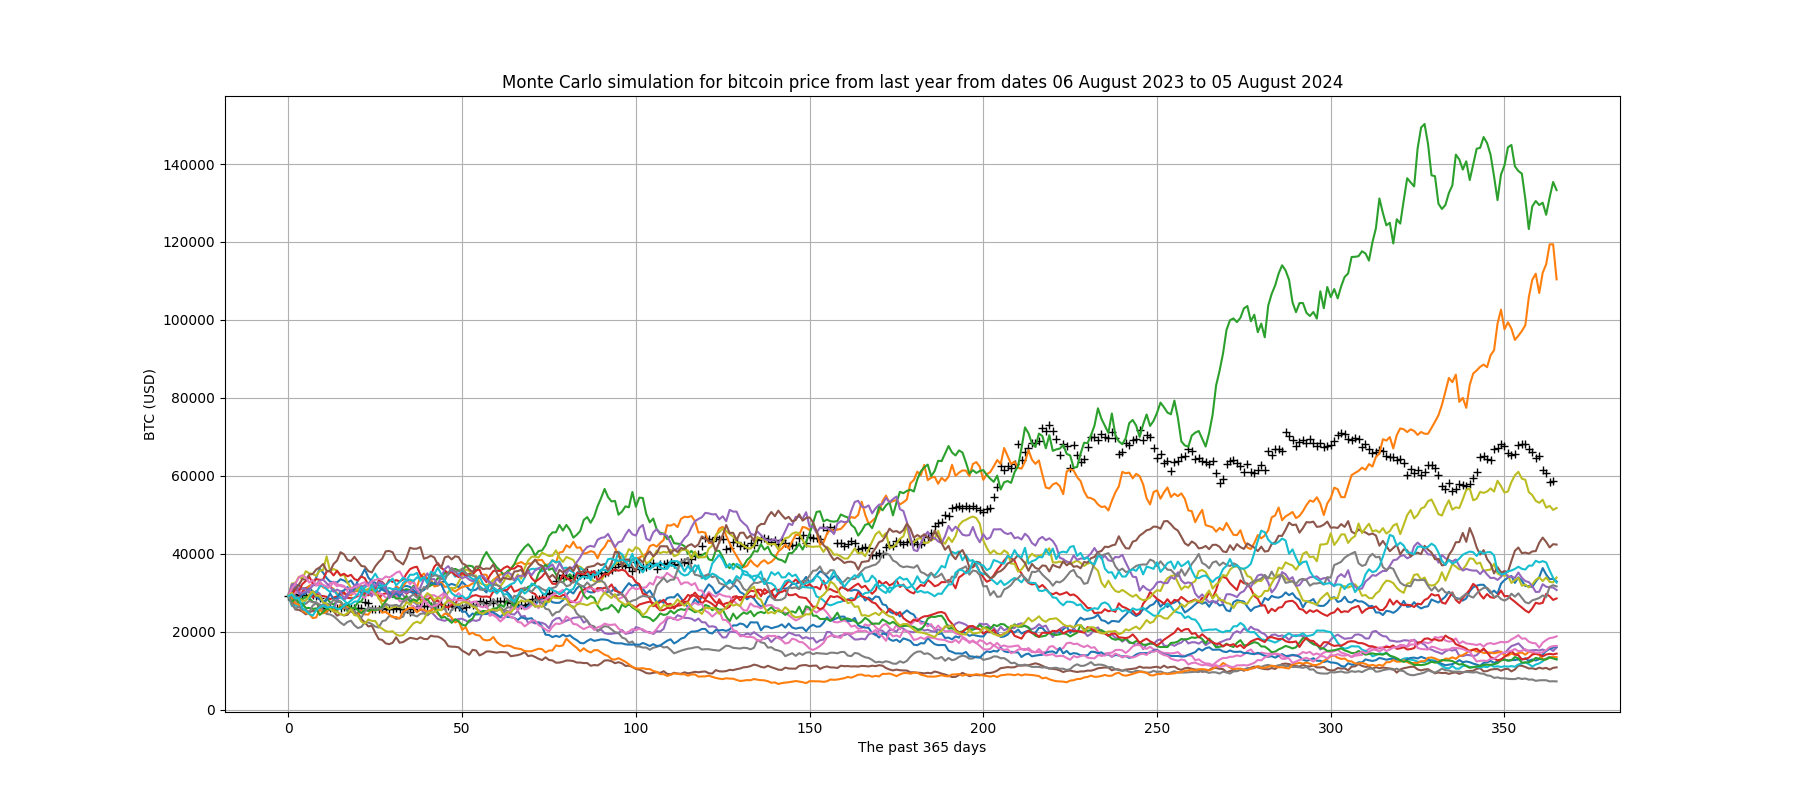 Monte Carlo simulation for bitcoin price from last year from dates 06 August 2023 to 05 August 2024
140000
120000
100000
80000
60000
40000
20000
0
BTC (USD)
0 50 100 150 200 250 300 350
The past 365 days